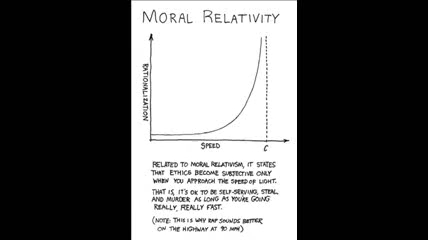 MORAL RELATIVITY
RATIONALIZATION
SPEED
C
RELATED TO MORAL RELATIVISM, IT STATES
THAT ETHICS BECOME SUBJECTIVE ONLY
WHEN YOU APPROACH THE SPEED OF LIGHT.
THAT IS, IT'S OK TO BE SELF-SERVING, STEAL,
AND MURDER AS LONG AS YOU'RE GOING
REALLY, REALLY FAST.
(NOTE: THIS IS WHY RAP SOUNDS BETTER
ON THE HIGHWAY AT 90 MPH)